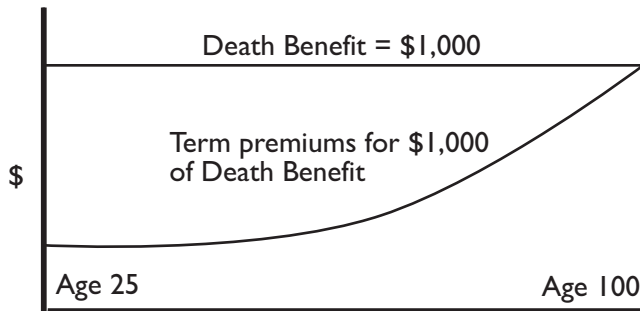 Death Benefit = $1,000
Term premiums for $1,000
of Death Benefit
$
Age 25
Age 100